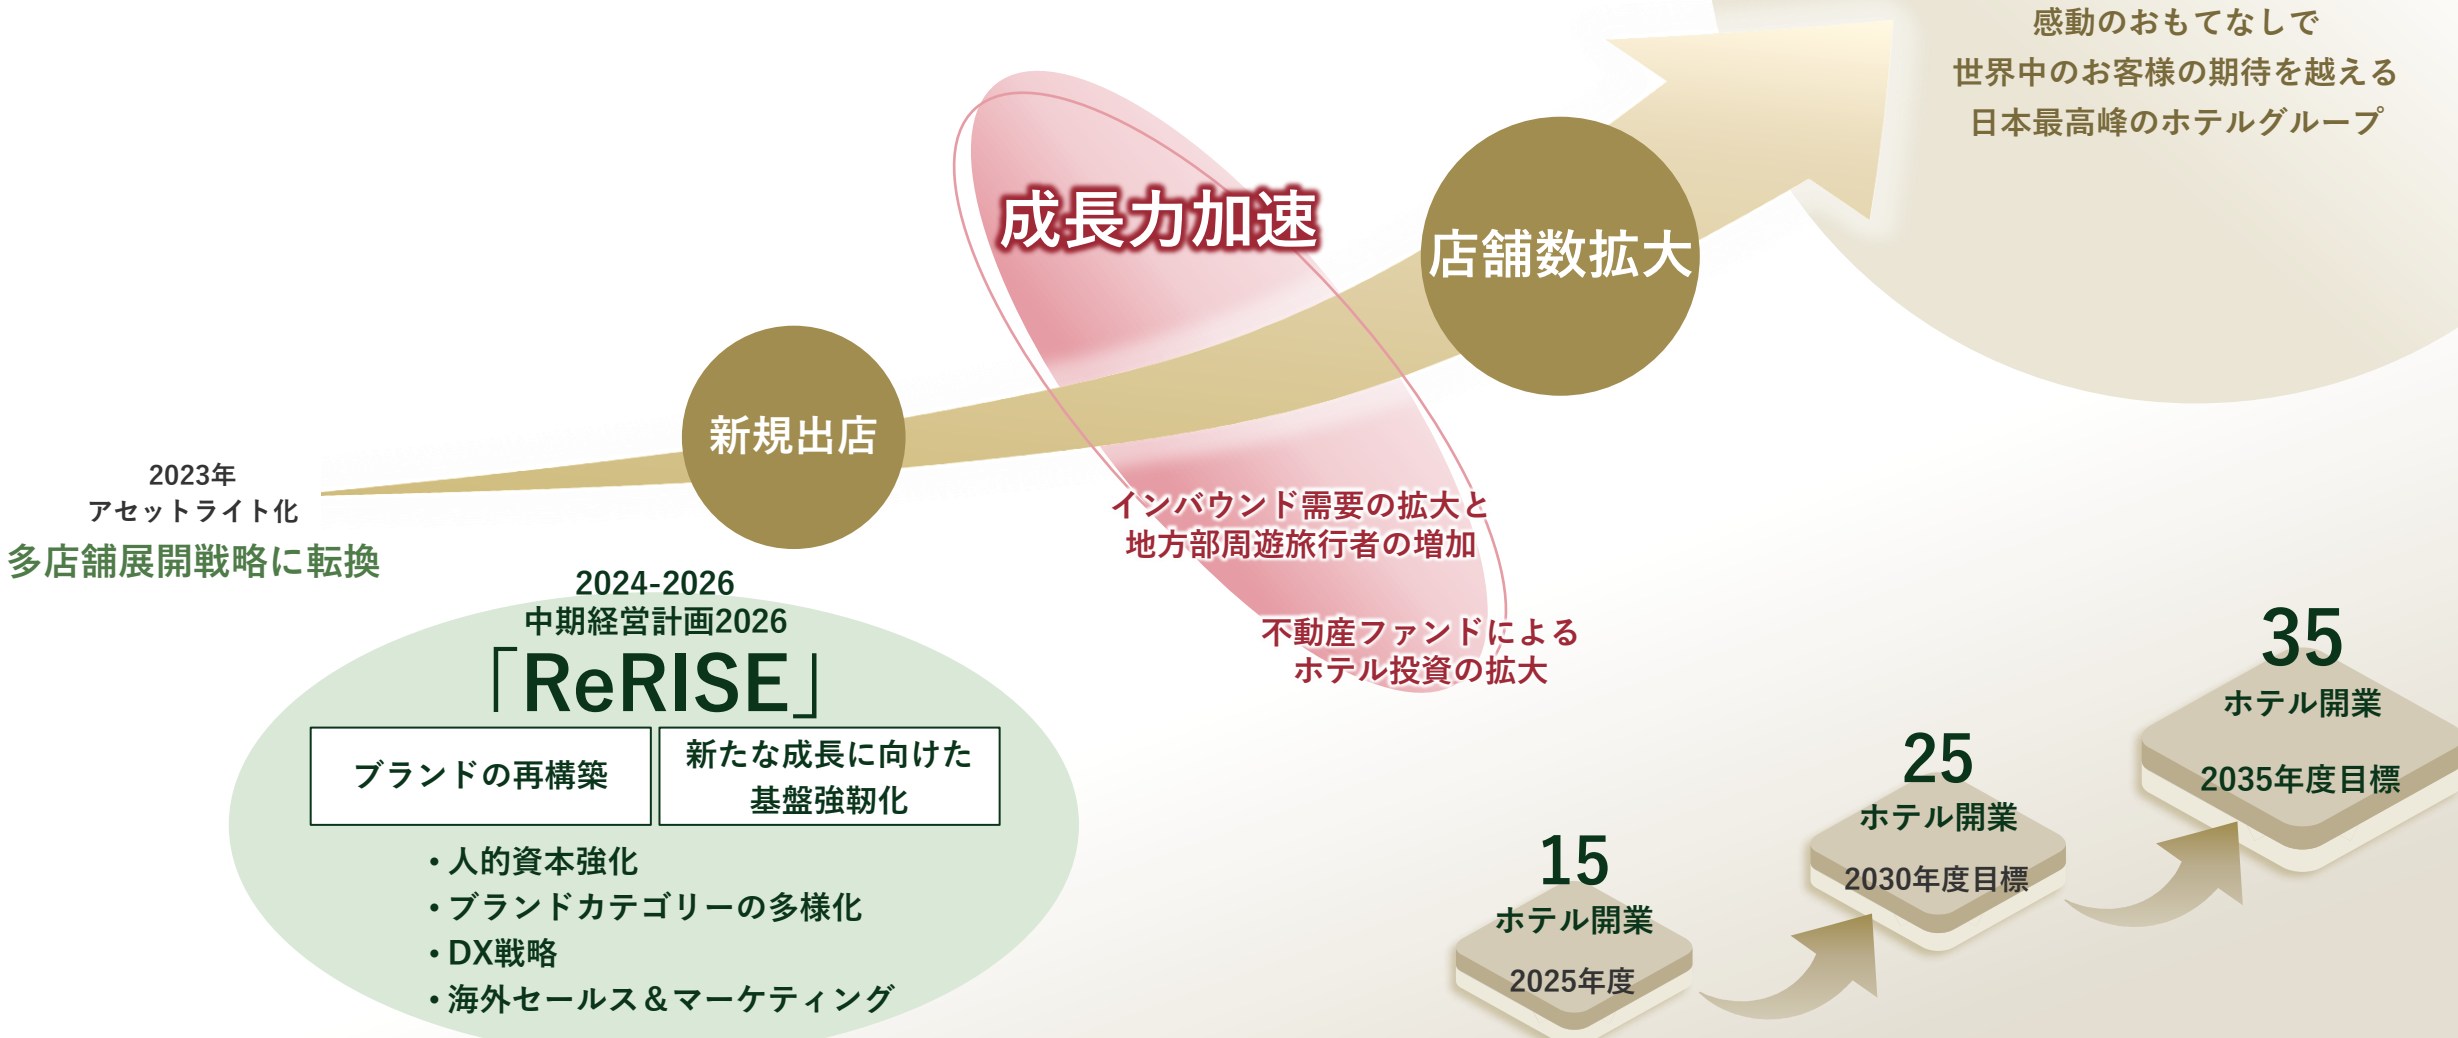 感動のおもてなしで
世界中のお客様の期待を越える
日本最高峰のホテルグループ
成長力加速
店舗数拡大
新規出店
2023年
アセットライト化
多店舗展開戦略に転換
インバウンド需要の拡大と
地方部周遊旅行者の増加
不動産ファンドによる
ホテル投資の拡大
2024-2026
中期経営計画2026
「ReRISE」
ブランドの再構築
新たな成長に向けた
基盤強靭化
・人的資本強化
・ブランドカテゴリーの多様化
・DX戦略
・海外セールス＆マーケティング
15
ホテル開業
2025年度
25
ホテル開業
2030年度目標
35
ホテル開業
2035年度目標